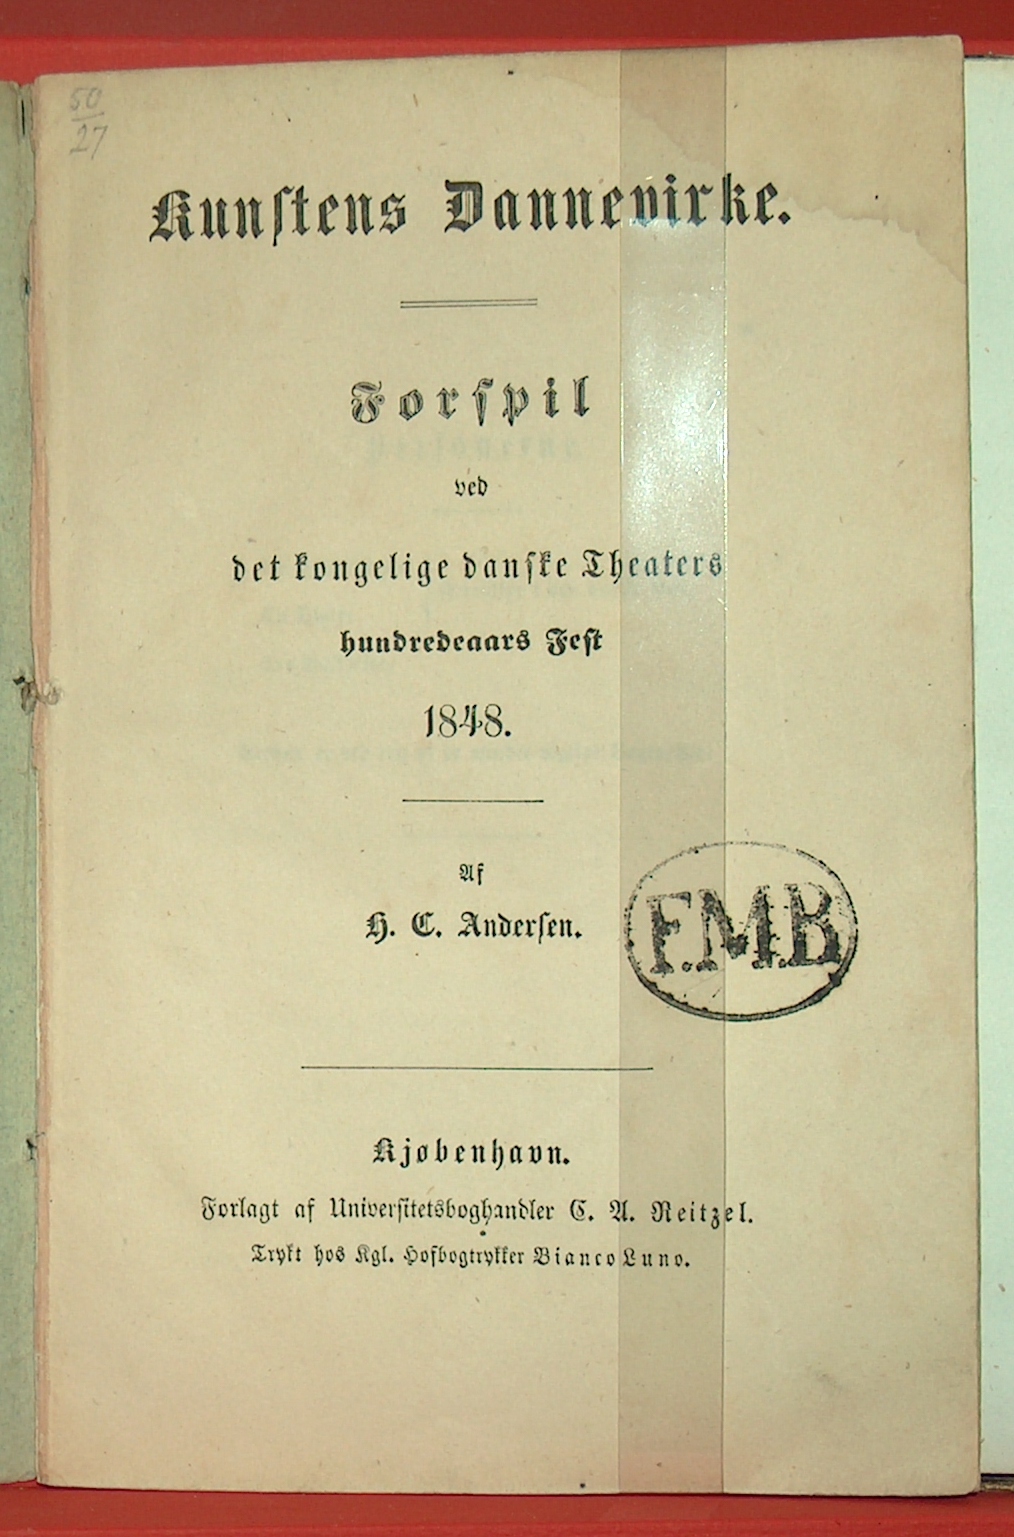 50
27
Kunstens Dannevirke.
Forspil
ved
det kongelige danske Theaters
hundredeaars Fest
1848.
Af
H. C. Andersen.
F.M.B
Kjøbenhavn.
Forlagt af Universitetsboghandler C. A. Reitzel.
Trykt hos Kgl. Hofbogtrykker Bianco Luno.